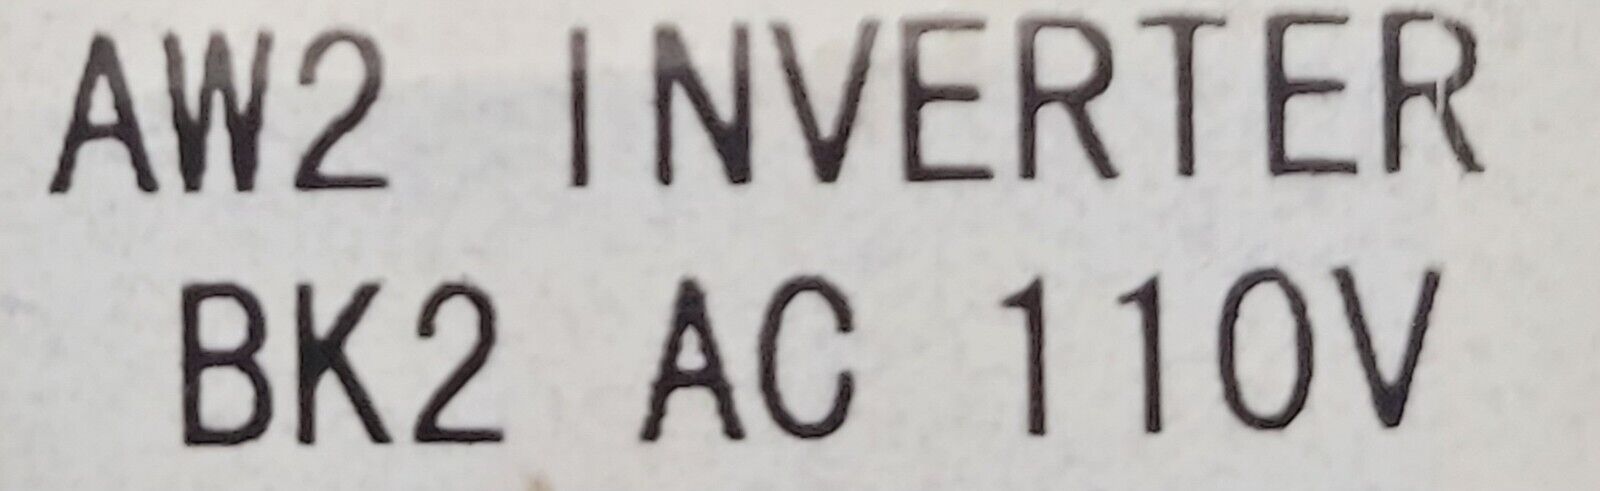 AW2 INVERTER
BK2 AC 110V